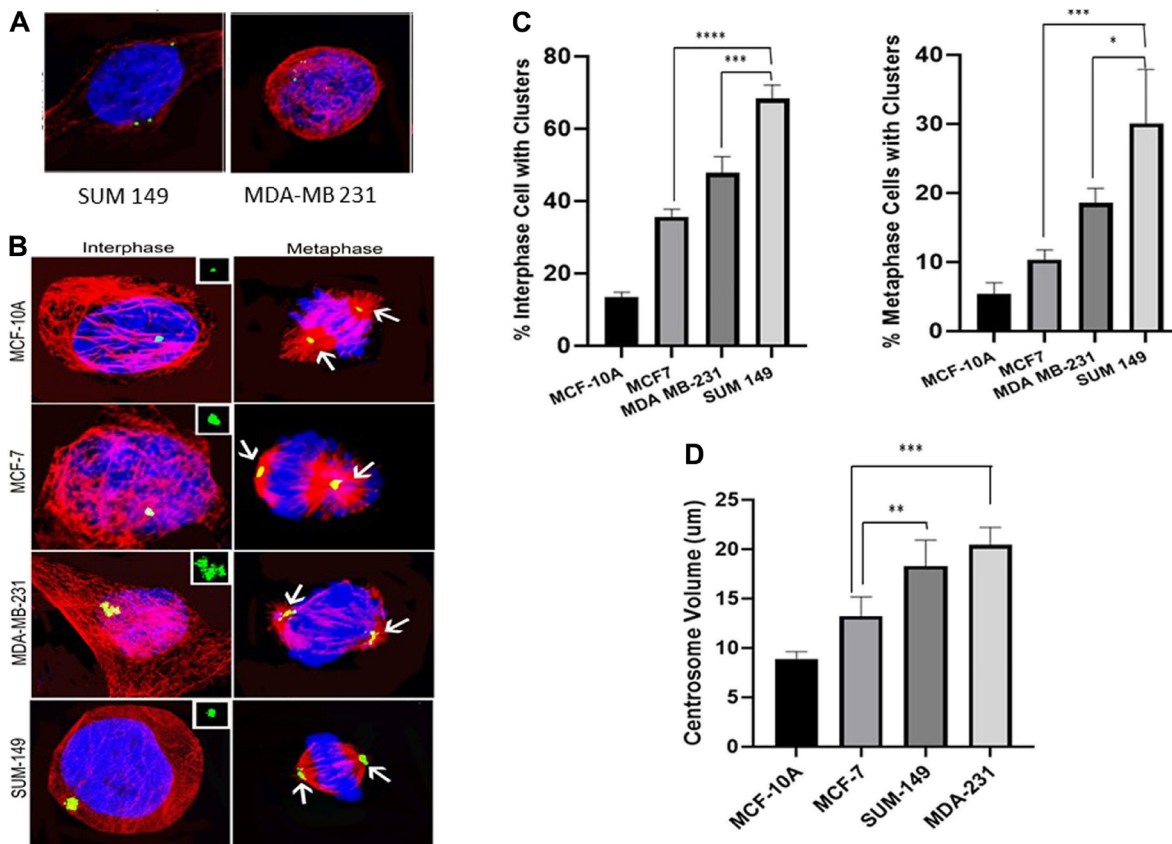 A
SUM 149
MDA-MB 231
B
Interphase
Metaphase
MCF-10A
MCF-7
MDA-MB-231
SUM-149
C
% Interphase Cell with Clusters
80
60
40
20
0
****
***
MCF-10A
MCF7
MDA MB-231
SUM 149
% Metaphase Cells with Clusters
40
30
20
10
0
***
*
MCF-10A
MCF7
MDA MB-231
SUM 149
D
Centrosome Volume (um)
25
20
15
10
5
0
***
**
MCF-10A
MCF-7
SUM-149
MDA-231